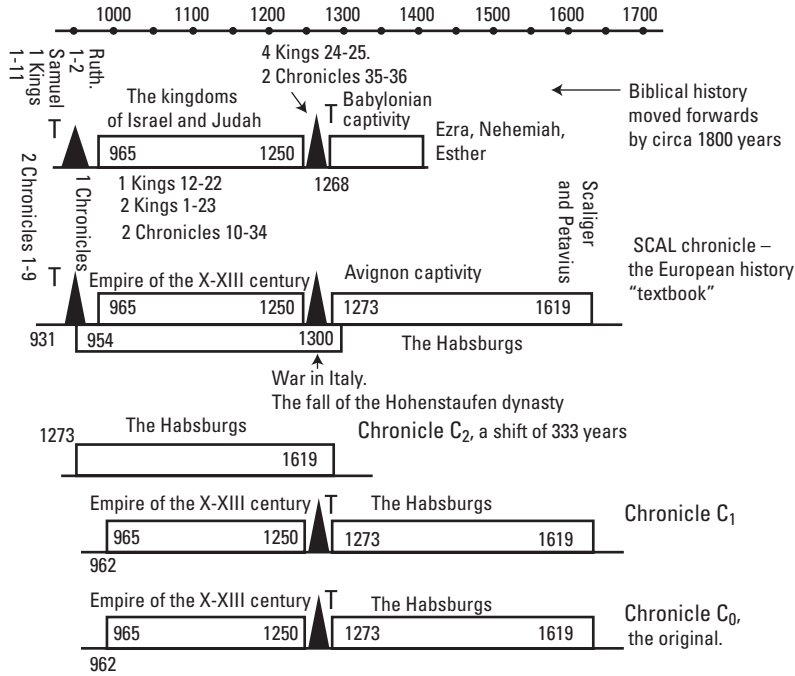 1000 1100 1200 1300 1400 1500 1600 1700
1 Kings
1-11
Samuel
Ruth.
1-2
4 Kings 24-25.
2 Chronicles 35-36
T
The kingdoms
of Israel and Judah
T
Babylonian
captivity
Biblical history
moved forwards
by circa 1800 years
965 1250
Ezra, Nehemiah,
Esther
1268
1 Kings 12-22
2 Kings 1-23
2 Chronicles 10-34
2 Chronicles 1-9
1 Chronicles
Scaliger
and Petavius
T
Empire of the X-XIII century
Avignon captivity
SCAL chronicle –
the European history
“textbook”
965 1250 1273 1619
931 954 1300 The Habsburgs
War in Italy.
The fall of the Hohenstaufen dynasty
1273 The Habsburgs Chronicle C2, a shift of 333 years
1619
Empire of the X-XIII century T The Habsburgs Chronicle C1
965 1250 1273 1619
962
Empire of the X-XIII century T The Habsburgs Chronicle C0,
the original.
965 1250 1273 1619
962